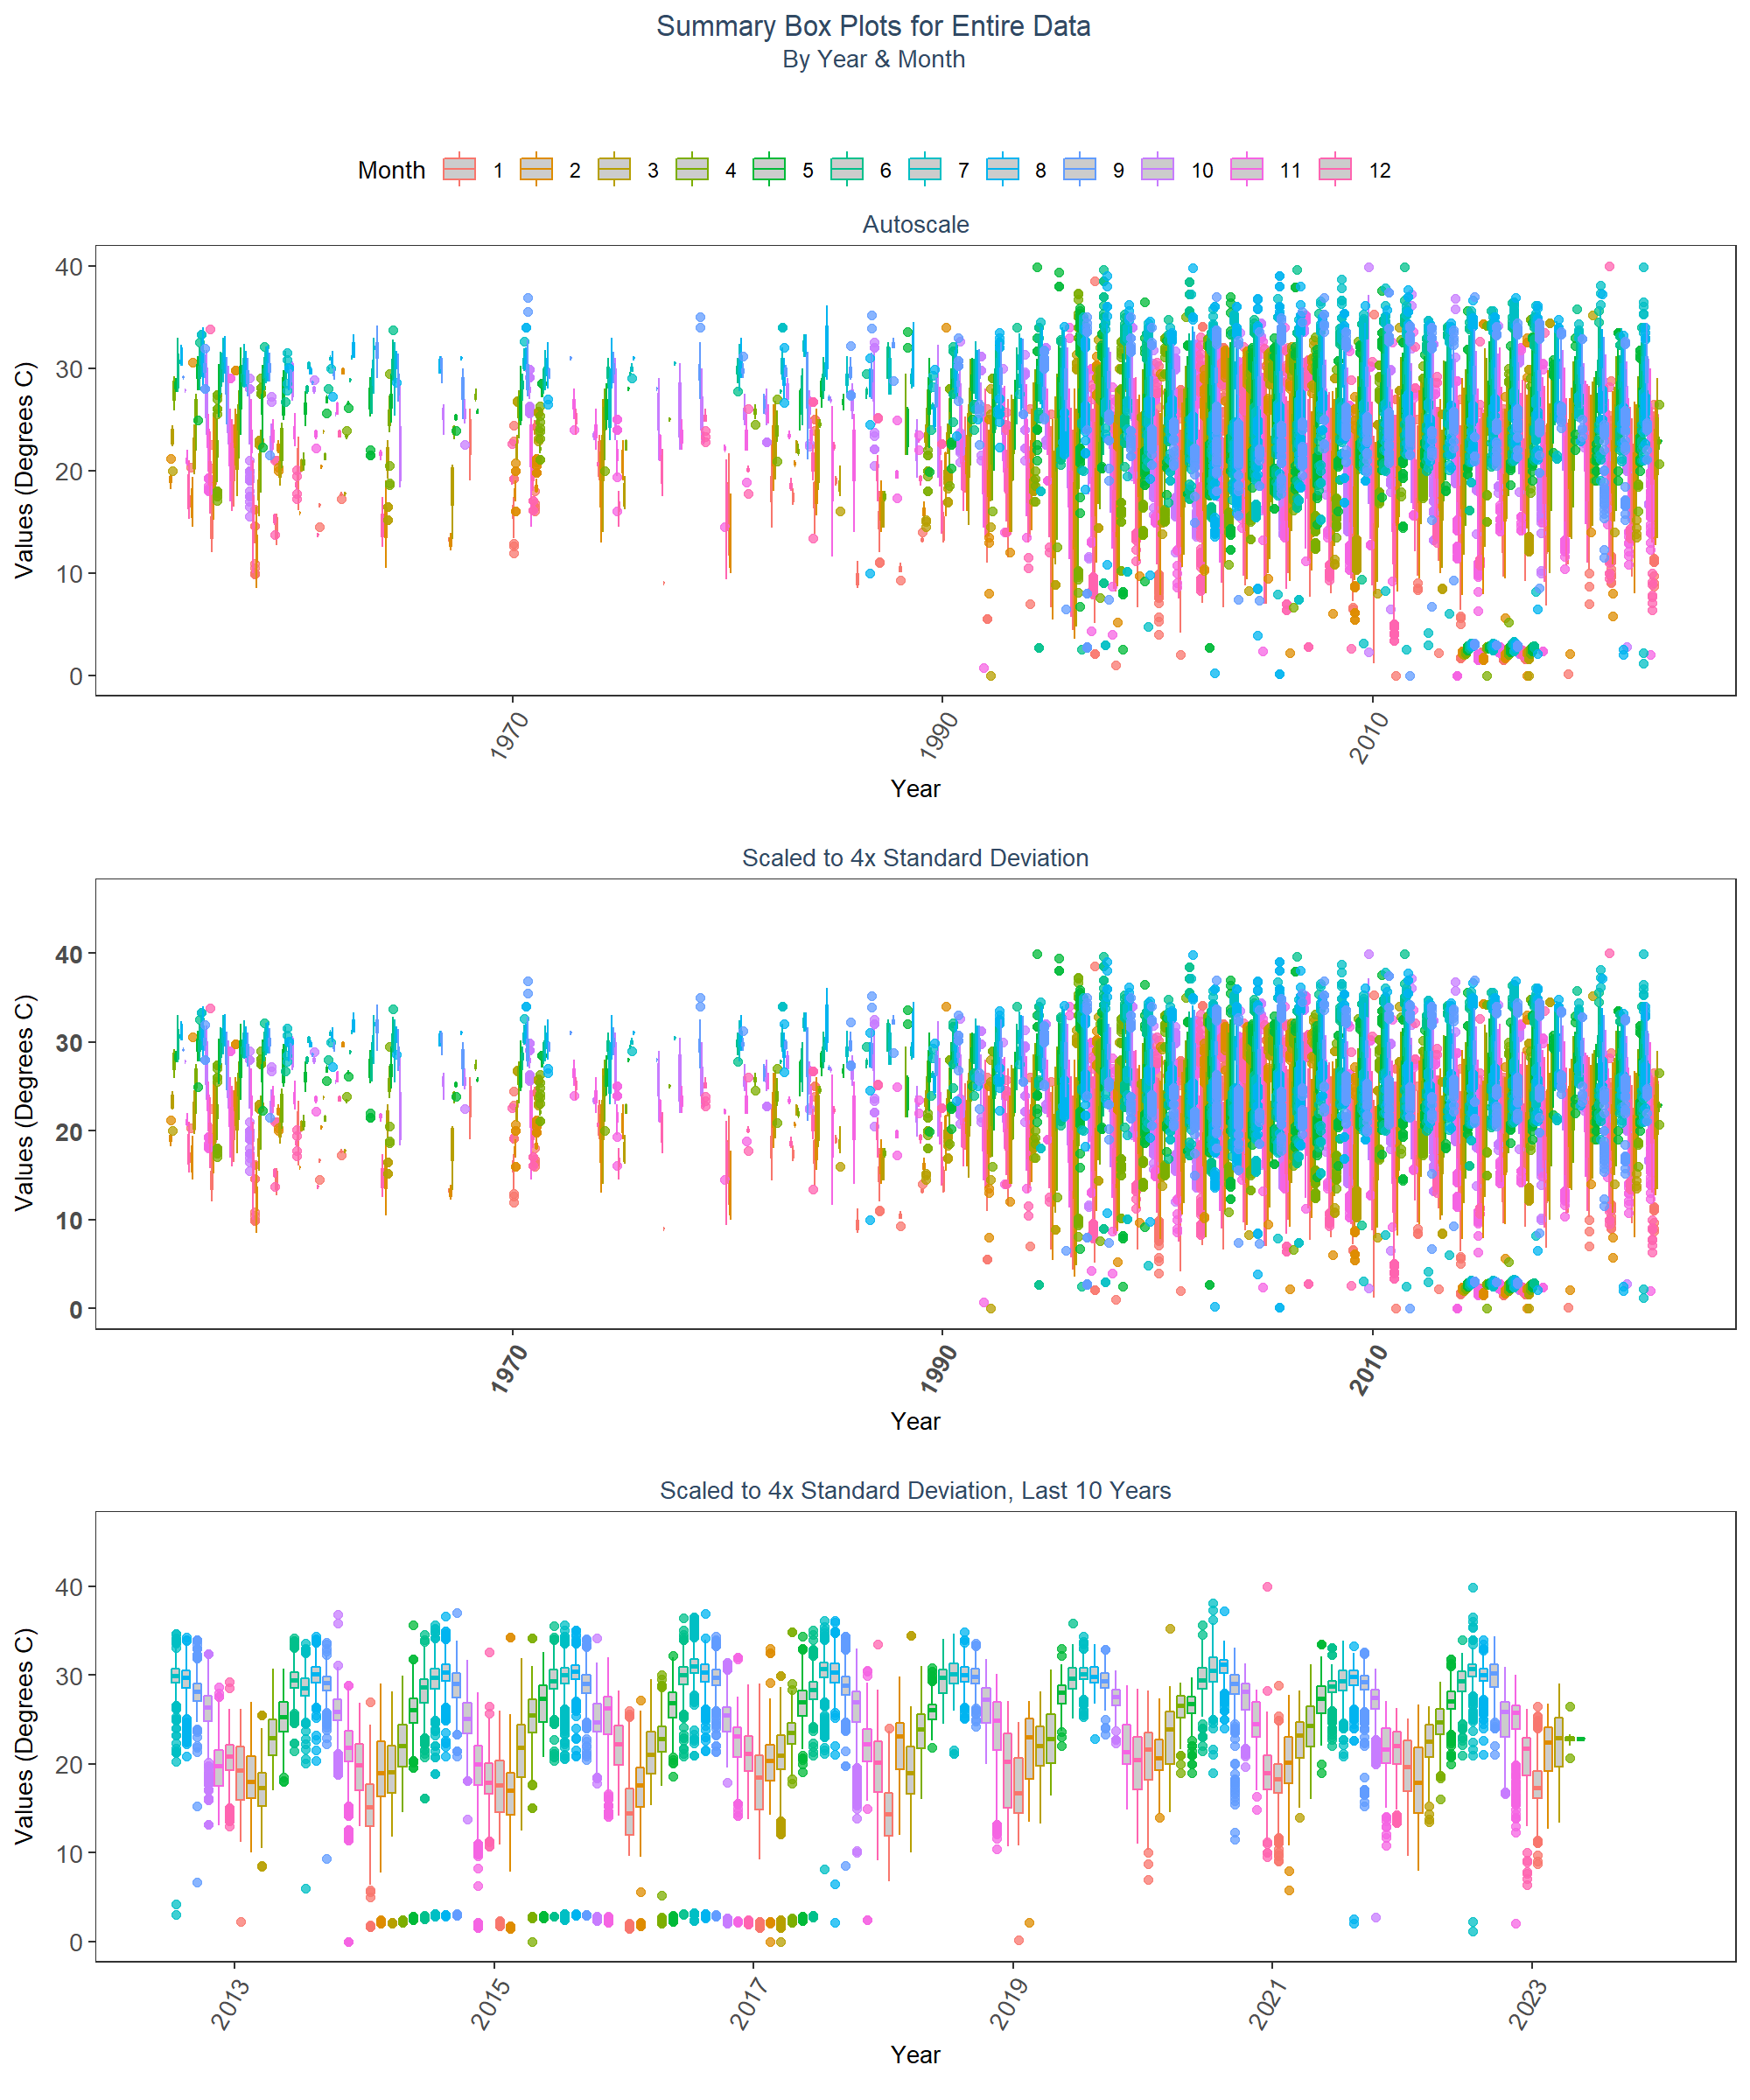 Summary Box Plots for Entire Data
By Year & Month
Month 1 2 3 4 5 6 7 8 9 10 11 12
Autoscale
Values (Degrees C)
40
30
20
10
0
1970 1990 2010
Year
Scaled to 4x Standard Deviation
Values (Degrees C)
40
30
20
10
0
1970 1990 2010
Year
Scaled to 4x Standard Deviation, Last 10 Years
Values (Degrees C)
40
30
20
10
0
2013 2015 2017 2019 2021 2023
Year